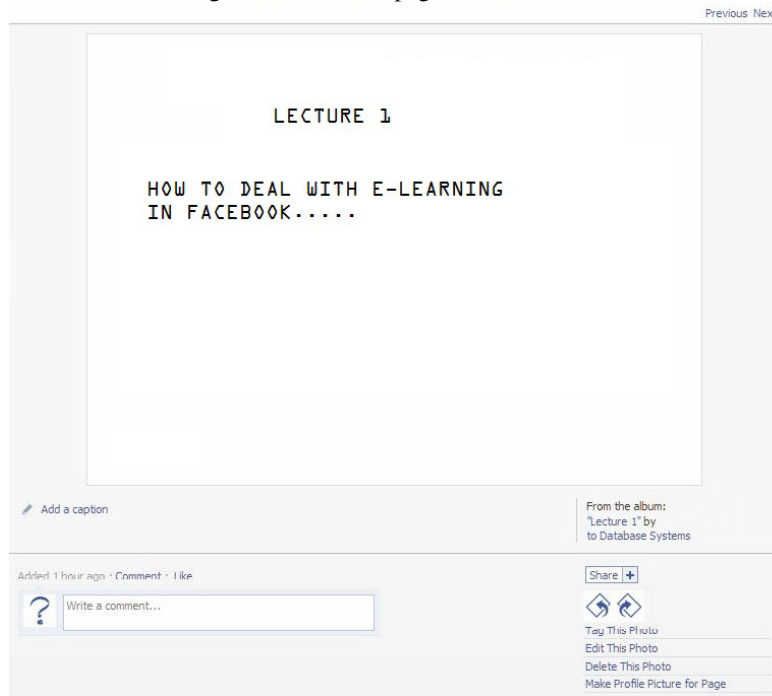 Previous Nex
LECTURE 1
HOW TO DEAL WITH E-LEARNING
IN FACEBOOK.....
Add a caption
From the album:
"Lecture 1" by
to Database Systems
Added 1 hour ago · Comment · Like
Share +
?
Write a comment...
Tag This Photo
Edit This Photo
Delete This Photo
Make Profile Picture for Page